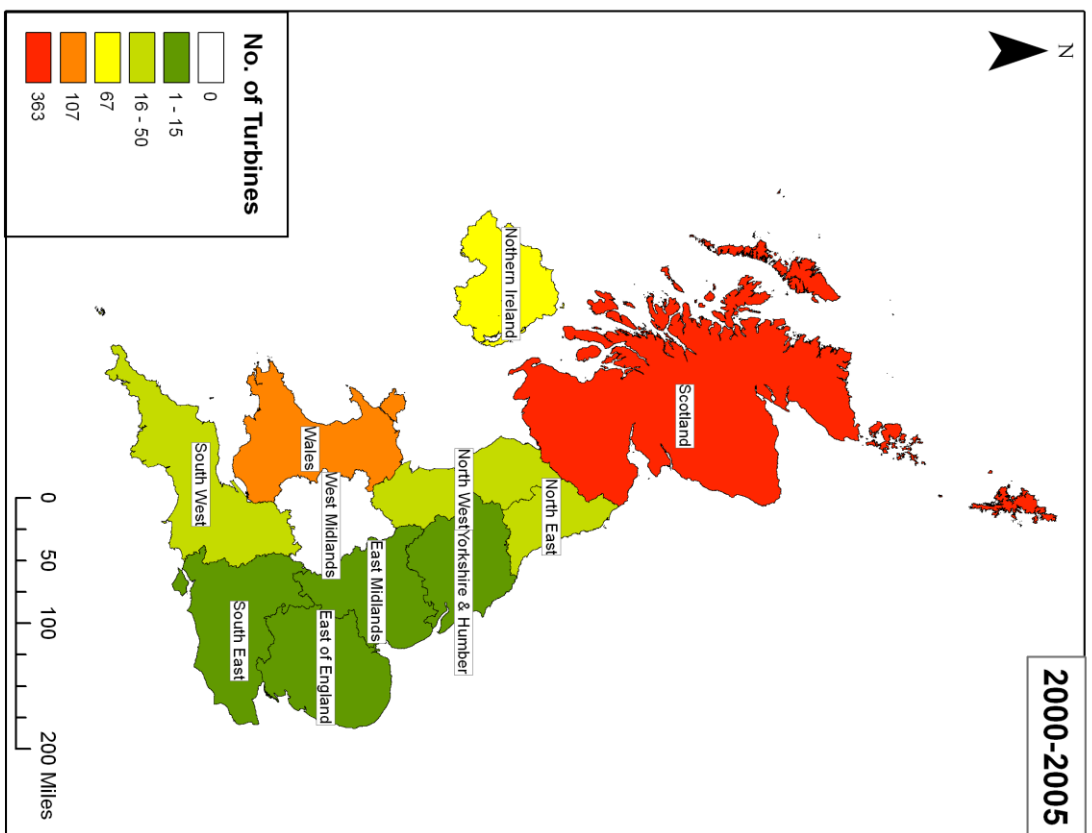 2000-2005
N
Scotland
Nothern Ireland
North East
North West
Yorkshire & Humber
East Midlands
West Midlands
Wales
East of England
South East
South West
No. of Turbines
0
1 - 15
16 - 50
67
107
363
0 50 100 200 Miles